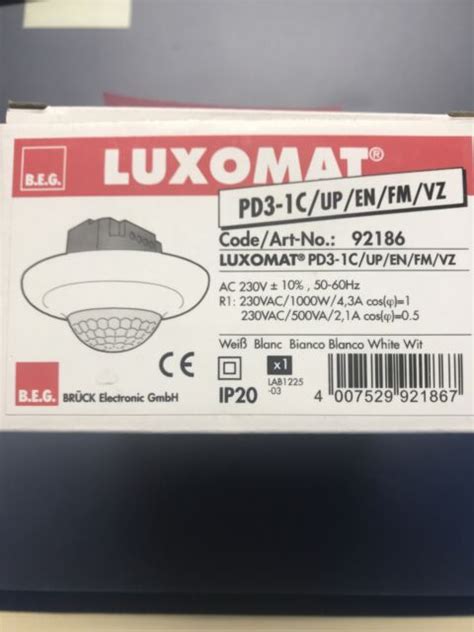 B.E.G. LUXOMAT®
PD3-1C/UP/EN/FM/VZ
Code/Art-No.: 92186
LUXOMAT® PD3-1C/UP/EN/FM/VZ
AC 230V ± 10% , 50-60Hz
R1: 230VAC/1000W/4,3A cos(φ)=1
230VAC/500VA/2,1A cos(φ)=0.5
Weiß Blanc Bianco Blanco White Wit
CE
x1
LAB1225
-03
B.E.G. BRÜCK Electronic GmbH
IP20
4 007529 921867